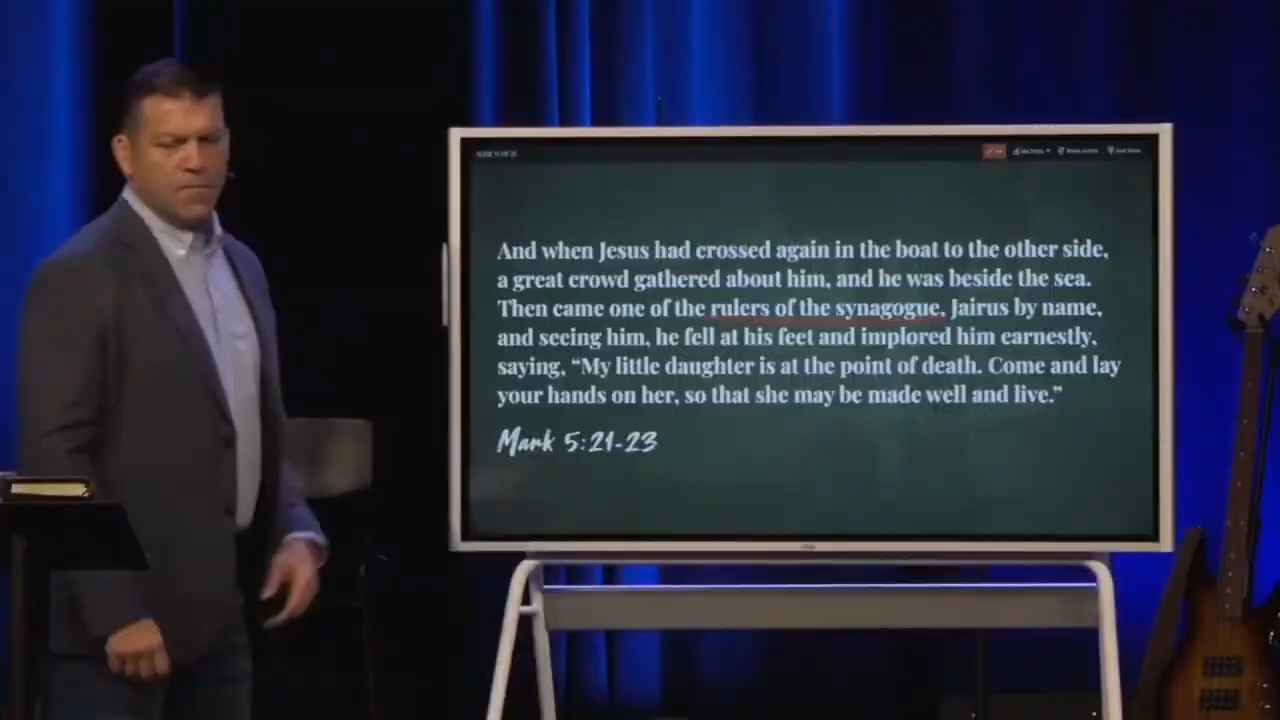 And when Jesus had crossed again in the boat to the other side,
a great crowd gathered about him, and he was beside the sea.
Then came one of the rulers of the synagogue, Jairus by name,
and seeing him, he fell at his feet and implored him earnestly,
saying, “My little daughter is at the point of death. Come and lay
your hands on her, so that she may be made well and live.”
Mark 5:21-23